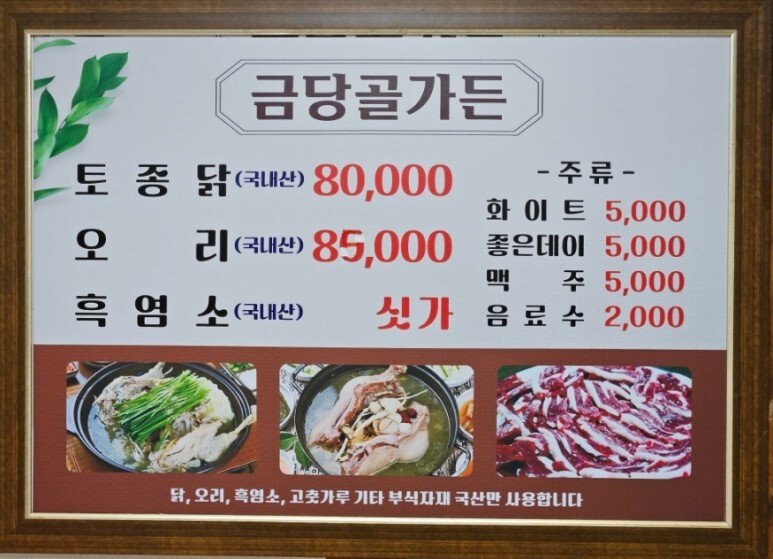 금당골가든
토종닭(국내산) 80,000
오리(국내산) 85,000
흑염소(국내산) 싯가
-주류-
화이트 5,000
좋은데이 5,000
맥주 5,000
음료수 2,000
닭, 오리, 흑염소, 고춧가루 기타 부식자재 국산만 사용합니다